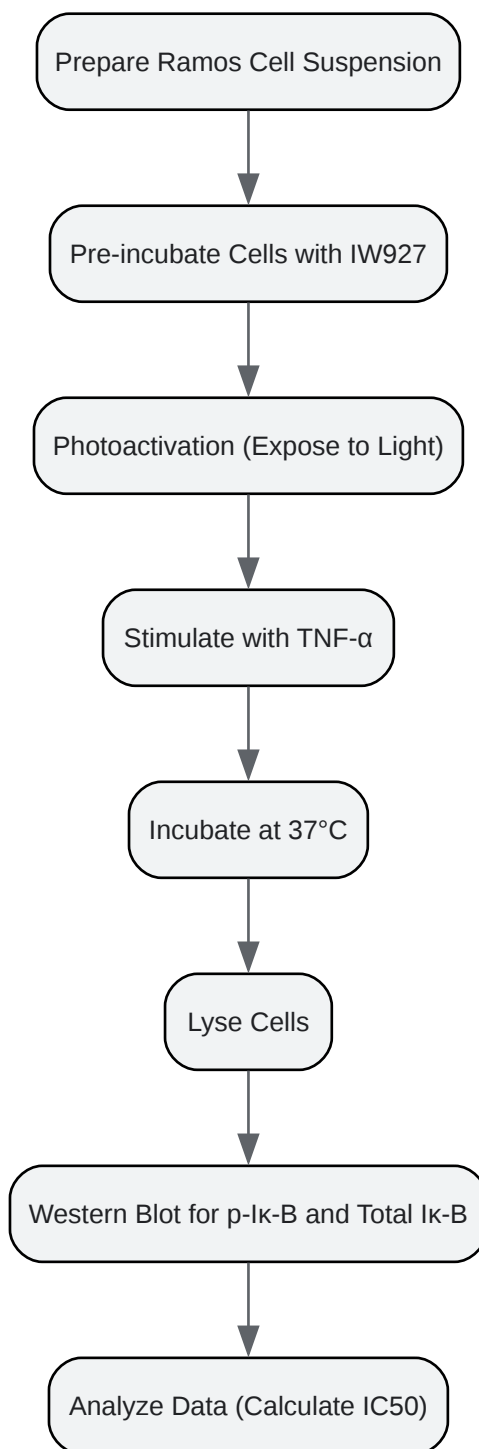 Prepare Ramos Cell Suspension
Pre-incubate Cells with IW927
Photoactivation (Expose to Light)
Stimulate with TNF-α
Incubate at 37°C
Lyse Cells
Western Blot for p-Iκ-B and Total Iκ-B
Analyze Data (Calculate IC50)